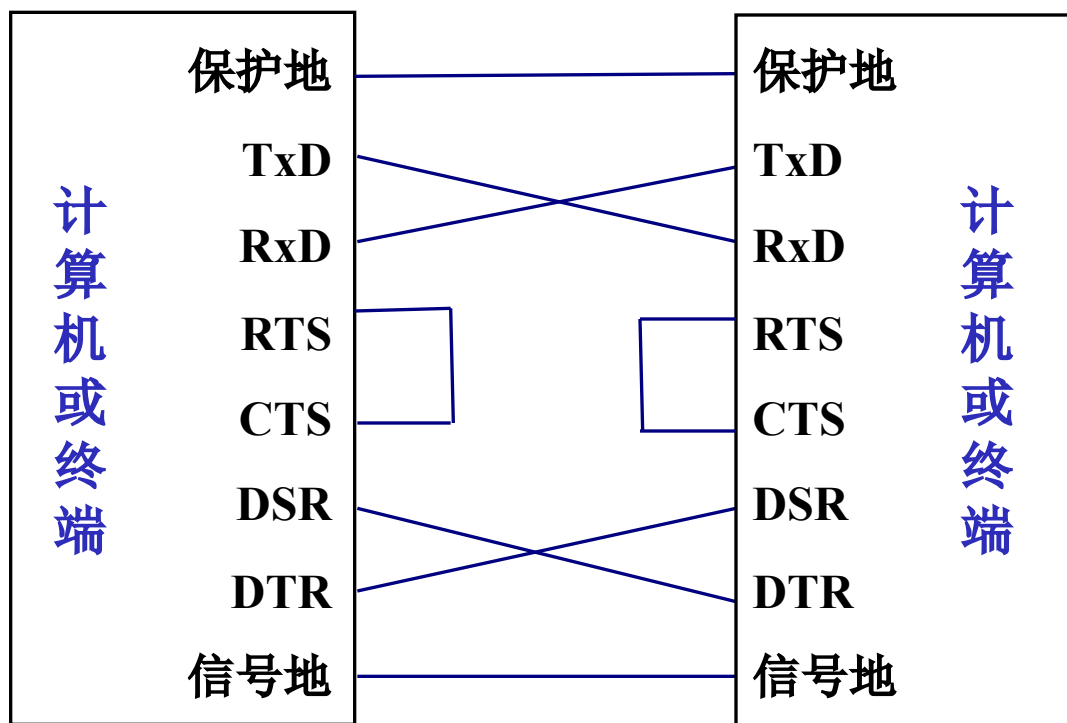 计算机或终端
保护地
TxD
RxD
RTS
CTS
DSR
DTR
信号地
保护地
TxD
RxD
RTS
CTS
DSR
DTR
信号地
计算机或终端